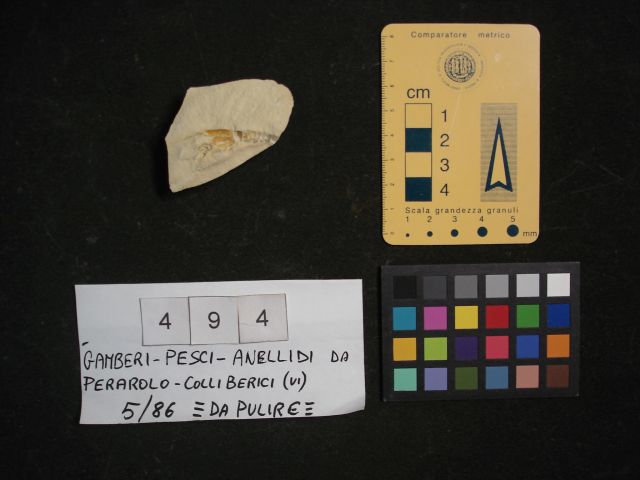 Comparatore metrico
cm
1
2
3
4
Scala grandezza granuli
1 2 3 4 5
mm
4 9 4
GAMBERI-PESCI-ANELLIDI DA
PERAROLO-COLLI BERICI (VI)
5/86 =DA PULIRE=